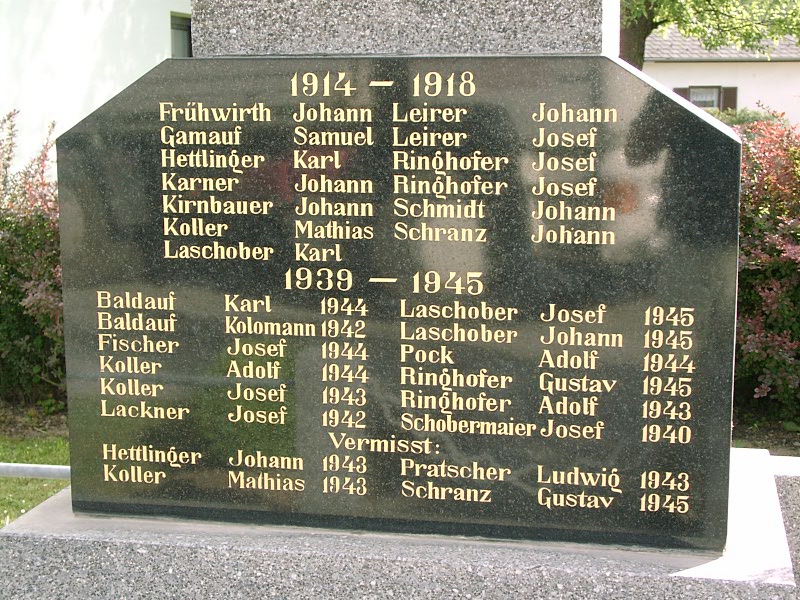 1914 – 1918
Frühwirth Johann Leirer Johann
Gamauf Samuel Leirer Josef
Hettlinger Karl Ringhofer Josef
Karner Johann Ringhofer Josef
Kirnbauer Johann Schmidt Johann
Koller Mathias Schranz Johann
Laschober Karl
1939 – 1945
Baldauf Karl 1944 Laschober Josef 1945
Baldauf Kolomann 1942 Laschober Johann 1945
Fischer Josef 1944 Pock Adolf 1944
Koller Adolf 1944 Ringhofer Gustav 1945
Koller Josef 1943 Ringhofer Adolf 1943
Lackner Josef 1942 Schobermaier Josef 1940
Vermisst:
Hettlinger Johann 1943 Pratscher Ludwig 1943
Koller Mathias 1943 Schranz Gustav 1945